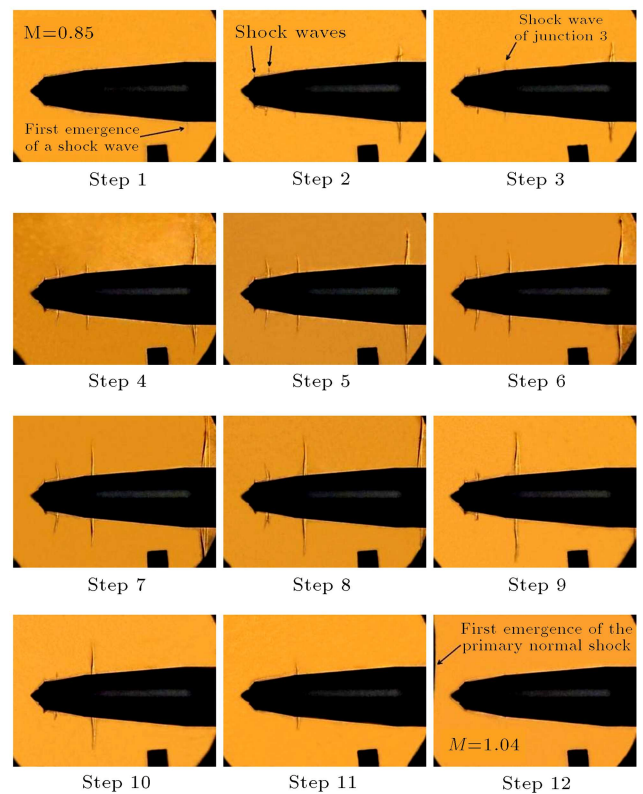 M=0.85
First emergence
of a shock wave
Step 1
Shock waves
Step 2
Shock wave
of junction 3
Step 3
Step 4
Step 5
Step 6
Step 7
Step 8
Step 9
Step 10
Step 11
First emergence of the
primary normal shock
M=1.04
Step 12